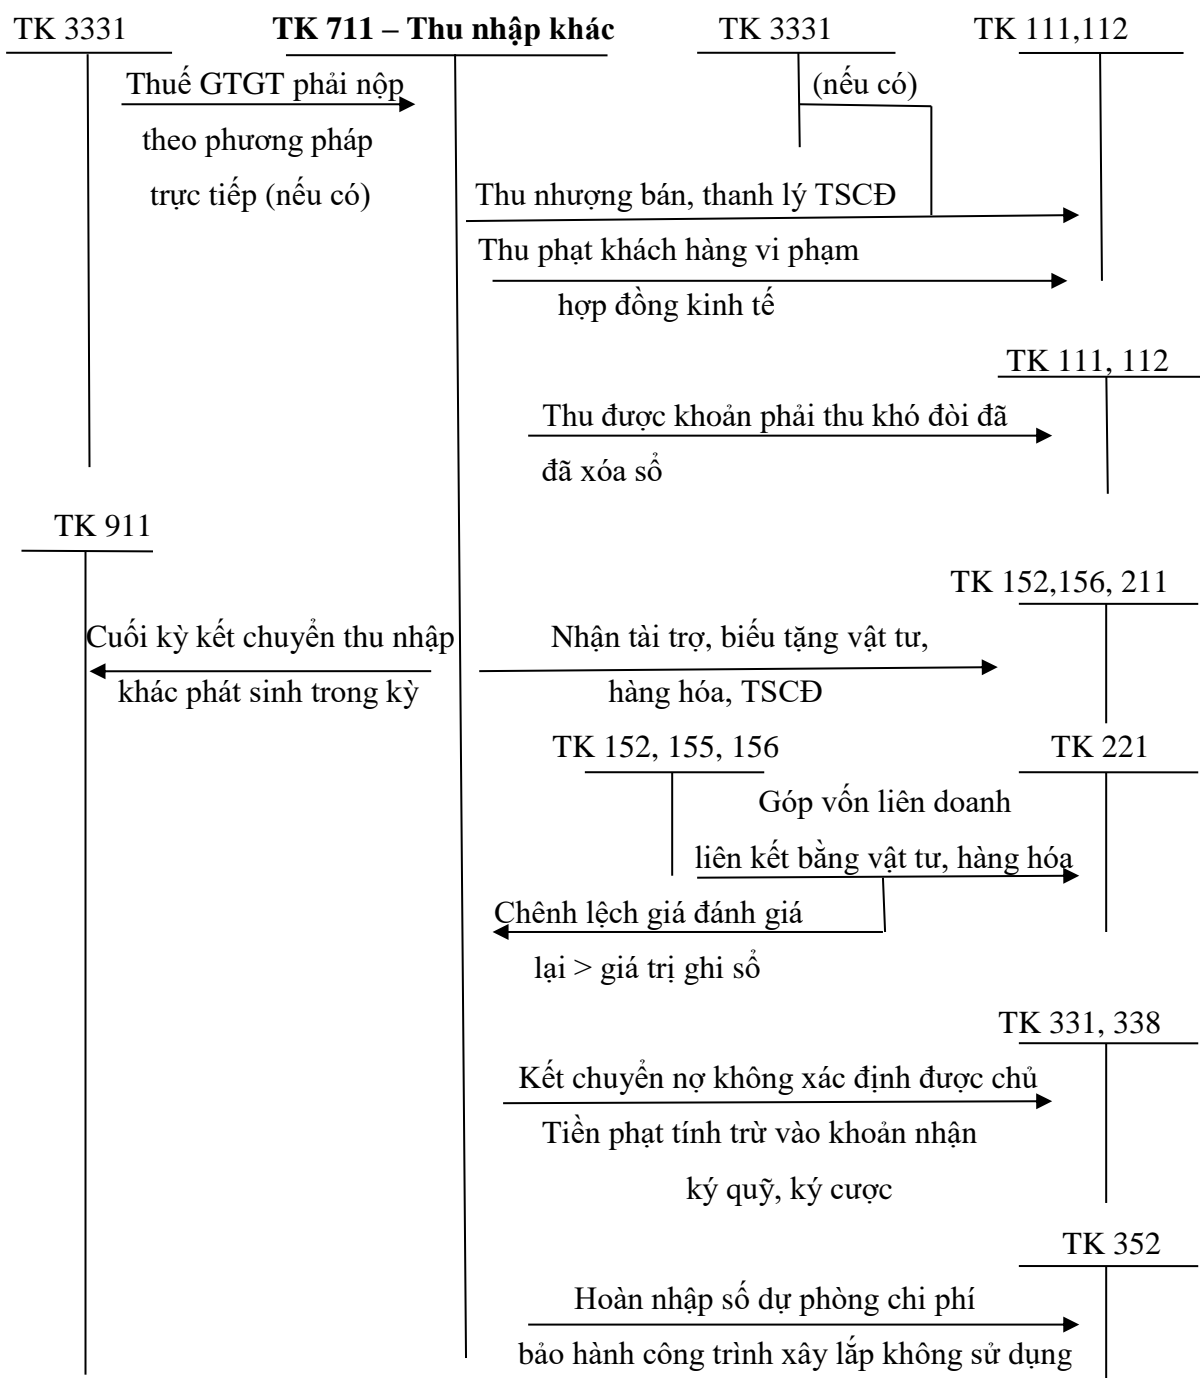 TK 3331 TK 711 – Thu nhập khác TK 3331 TK 111,112
Thuế GTGT phải nộp
theo phương pháp
trực tiếp (nếu có)
(nếu có)
Thu nhượng bán, thanh lý TSCĐ
Thu phạt khách hàng vi phạm
hợp đồng kinh tế
TK 111, 112
Thu được khoản phải thu khó đòi đã
đã xóa sổ
TK 911
TK 152,156, 211
Cuối kỳ kết chuyển thu nhập
khác phát sinh trong kỳ
Nhận tài trợ, biếu tặng vật tư,
hàng hóa, TSCĐ
TK 152, 155, 156 TK 221
Góp vốn liên doanh
liên kết bằng vật tư, hàng hóa
Chênh lệch giá đánh giá
lại > giá trị ghi sổ
TK 331, 338
Kết chuyển nợ không xác định được chủ
Tiền phạt tính trừ vào khoản nhận
ký quỹ, ký cược
TK 352
Hoàn nhập số dự phòng chi phí
bảo hành công trình xây lắp không sử dụng